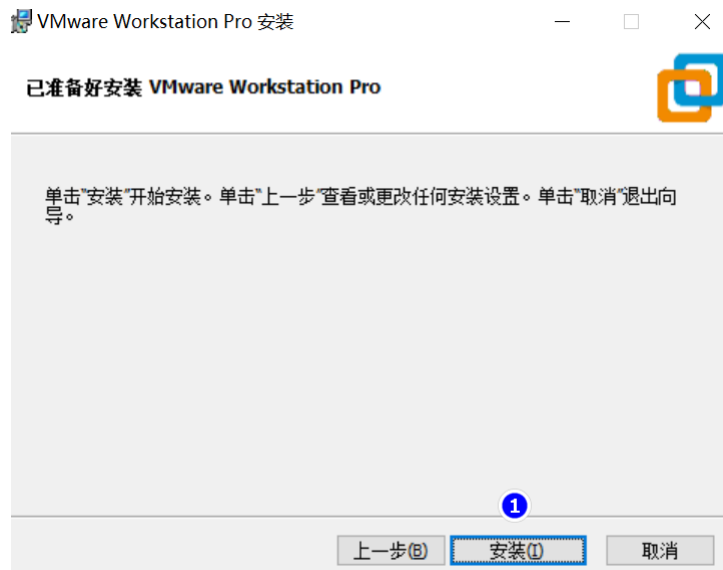 VMware Workstation Pro 安装
已准备好安装 VMware Workstation Pro
单击"安装"开始安装。单击"上一步"查看或更改任何安装设置。单击"取消"退出向
导。
1
上一步(B) 安装(I) 取消